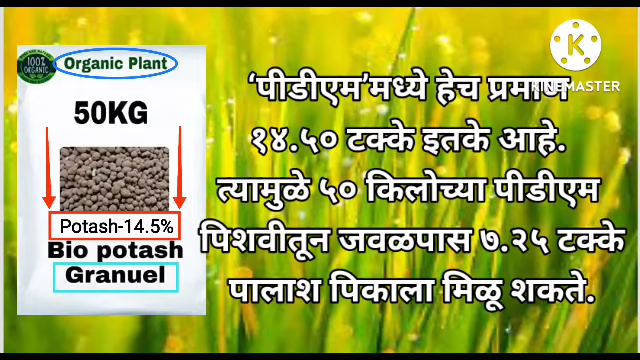 100%
ORGANIC
Organic Plant
50KG
Potash-14.5%
Bio potash
Granuel
K
KINEMASTER
‘पीडीएम’मध्ये हेच प्रमाण
१४.५० टक्के इतके आहे.
त्यामुळे ५० किलोच्या पीडीएम
पिशवीतून जवळपास ७.२५ टक्के
पालाश पिकाला मिळू शकते.